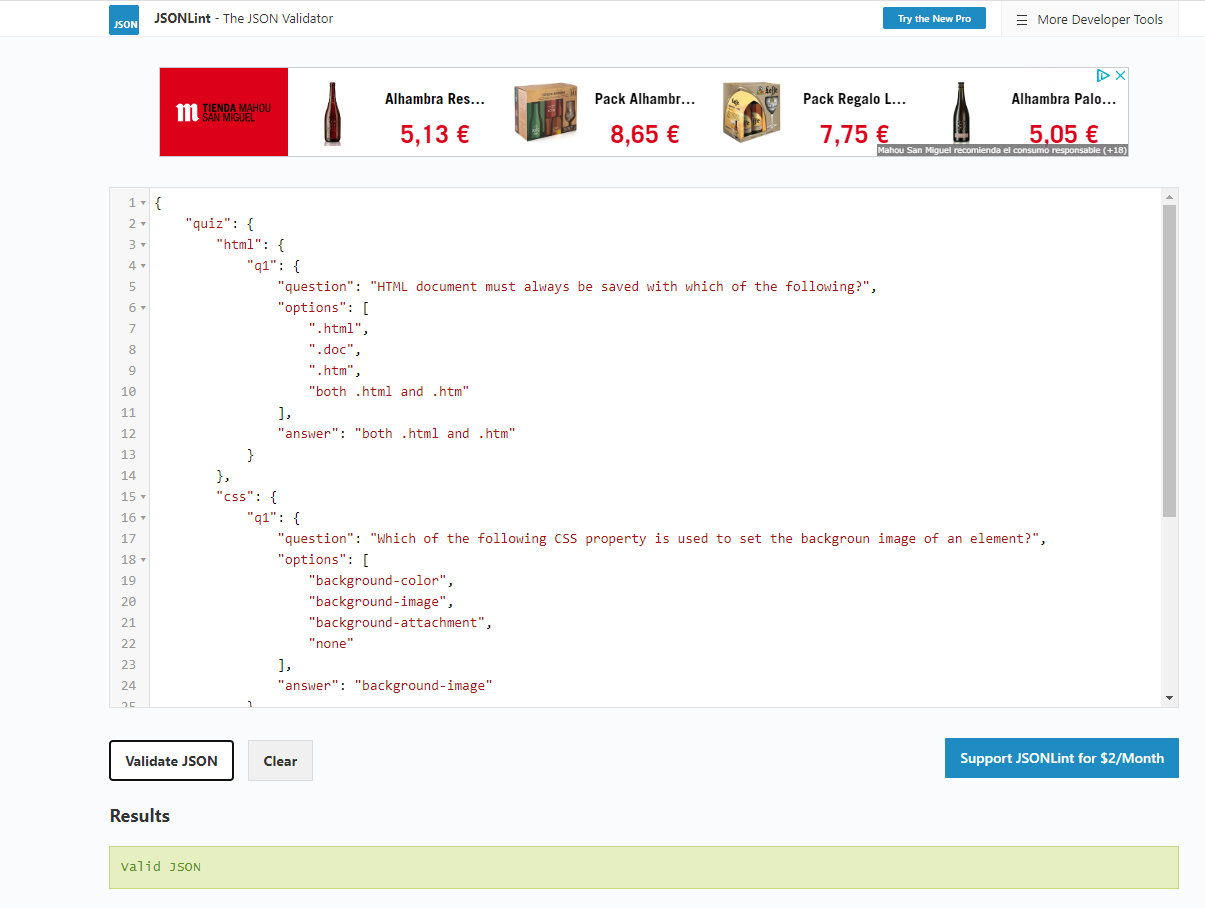 JSON
JSONLint - The JSON Validator
Try the New Pro
☰ More Developer Tools
TIENDA MAHOU
SAN MIGUEL
Alhambra Res...
5,13 €
Pack Alhambr...
8,65 €
Pack Regalo L...
7,75 €
Alhambra Palo...
5,05 €
Mahou San Miguel recomienda el consumo responsable (+18)
1 {
2     "quiz": {
3         "html": {
4             "q1": {
5                 "question": "HTML document must always be saved with which of the following?",
6                 "options": [
7                     ".html",
8                     ".doc",
9                     ".htm",
10                     "both .html and .htm"
11                 ],
12                 "answer": "both .html and .htm"
13             }
14         },
15         "css": {
16             "q1": {
17                 "question": "Which of the following CSS property is used to set the backgroun image of an element?",
18                 "options": [
19                     "background-color",
20                     "background-image",
21                     "background-attachment",
22                     "none"
23                 ],
24                 "answer": "background-image"
25             }
Validate JSON
Clear
Support JSONLint for $2/Month
Results
Valid JSON